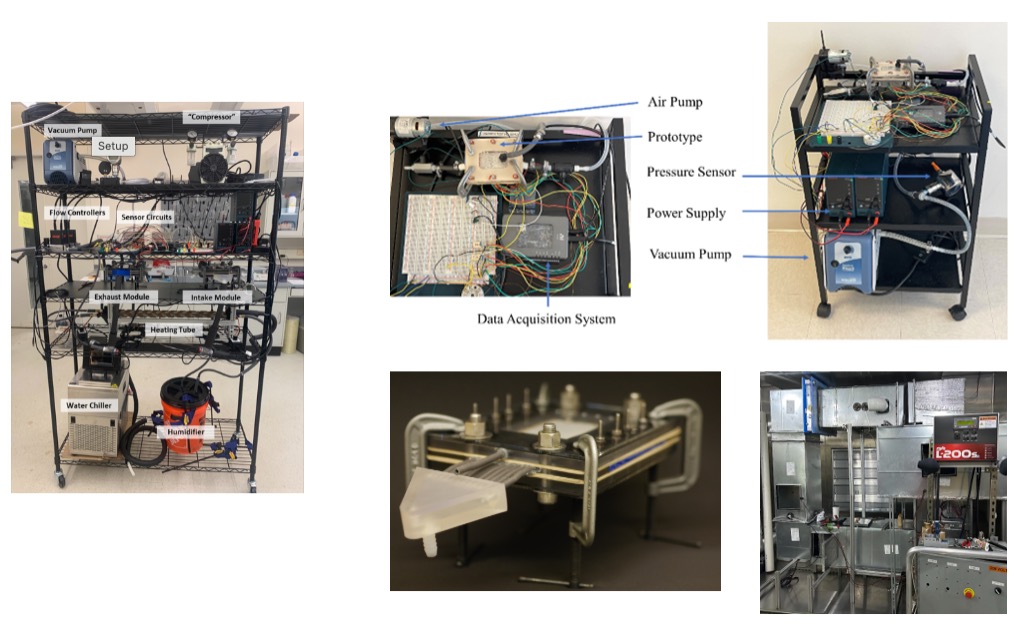 "Compressor"
Vacuum Pump
Setup
Flow Controllers
Sensor Circuits
Exhaust Module
Intake Module
Heating Tube
Water Chiller
Humidifier
Air Pump
Prototype
Pressure Sensor
Power Supply
Vacuum Pump
Data Acquisition System
L-200s